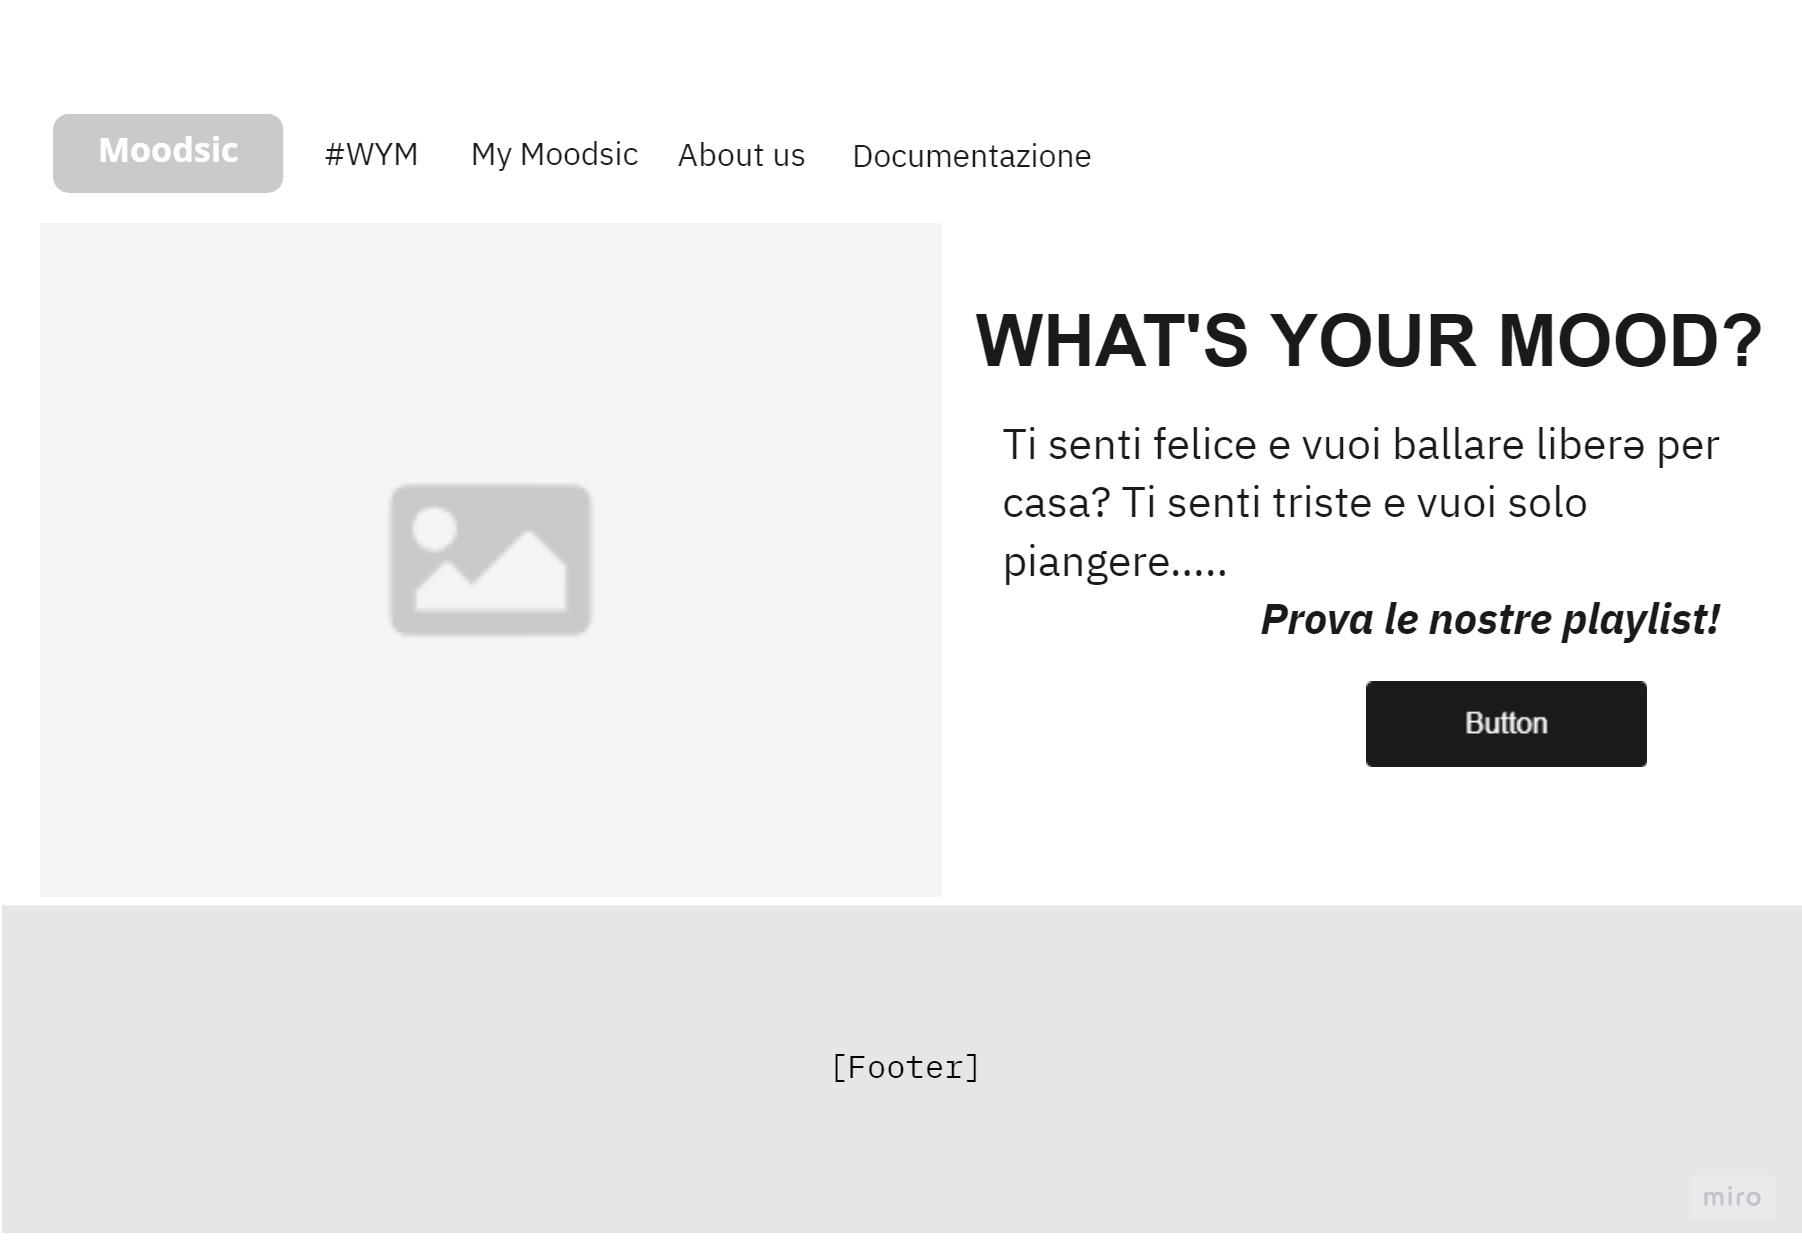 Moodsic #WYM My Moodsic About us Documentazione
WHAT'S YOUR MOOD?
Ti senti felice e vuoi ballare liberə per
casa? Ti senti triste e vuoi solo
piangere.....
Prova le nostre playlist!
Button
[Footer]
miro